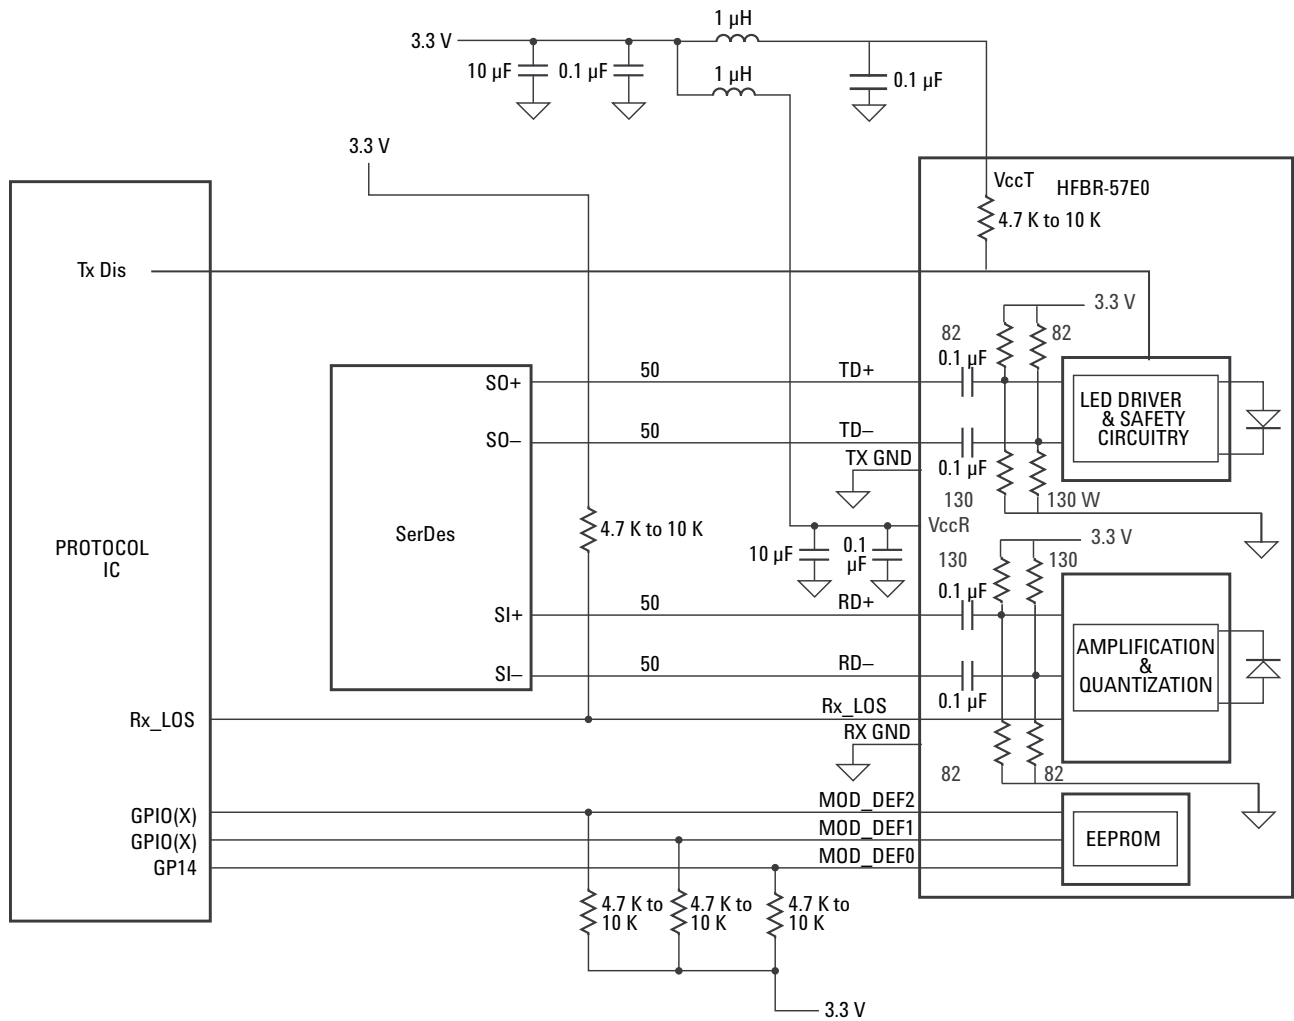 1 µH
3.3 V
10 µF
0.1 µF
1 µH
0.1 µF
3.3 V
VccT
HFBR-57E0
4.7 K to 10 K
Tx Dis
3.3 V
82
82
0.1 µF
SO+
50
TD+
LED DRIVER
& SAFETY
CIRCUITRY
SO–
50
TD–
TX GND
0.1 µF
130
130 W
VccR
SerDes
4.7 K to 10 K
10 µF
0.1
µF
3.3 V
130
130
PROTOCOL
IC
0.1 µF
SI+
50
RD+
AMPLIFICATION
&
QUANTIZATION
SI–
50
RD–
0.1 µF
Rx_LOS
Rx_LOS
RX GND
82
82
GPIO(X)
MOD_DEF2
GPIO(X)
MOD_DEF1
EEPROM
GP14
MOD_DEF0
4.7 K to
10 K
4.7 K to
10 K
4.7 K to
10 K
3.3 V